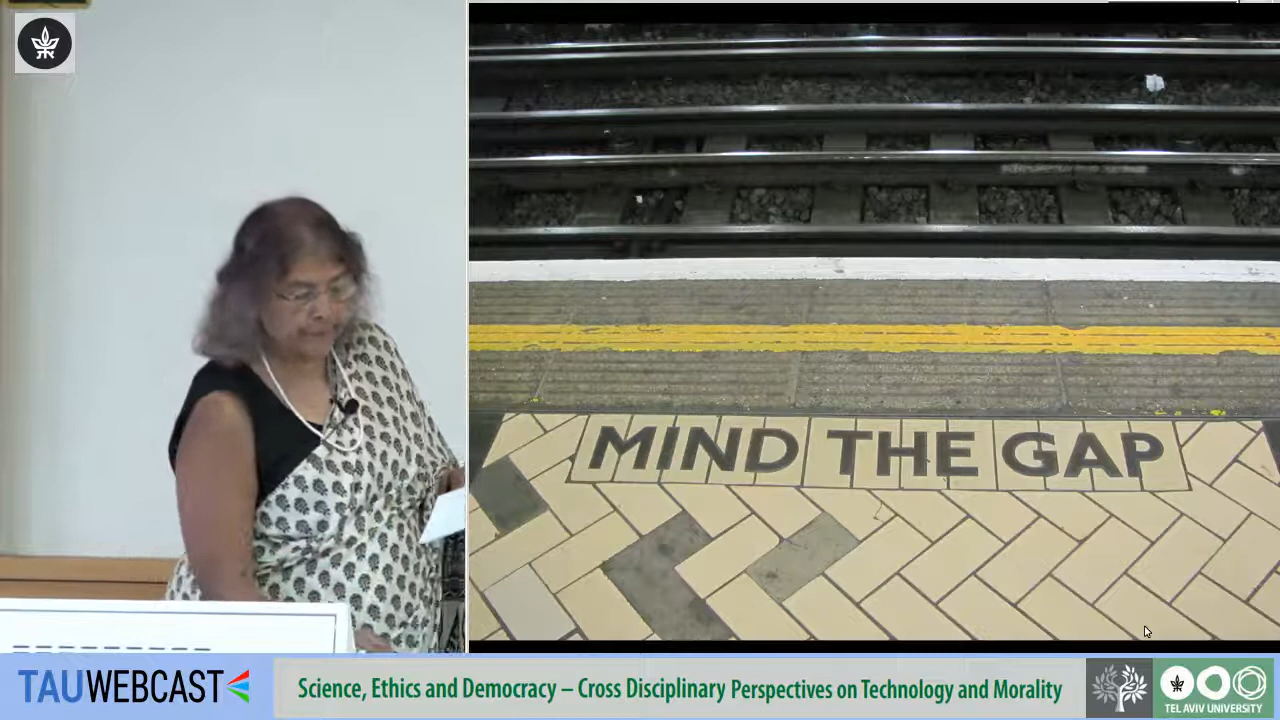 MIND THE GAP
TAUWEBCAST
Science, Ethics and Democracy – Cross Disciplinary Perspectives on Technology and Morality
TEL AVIV UNIVERSITY